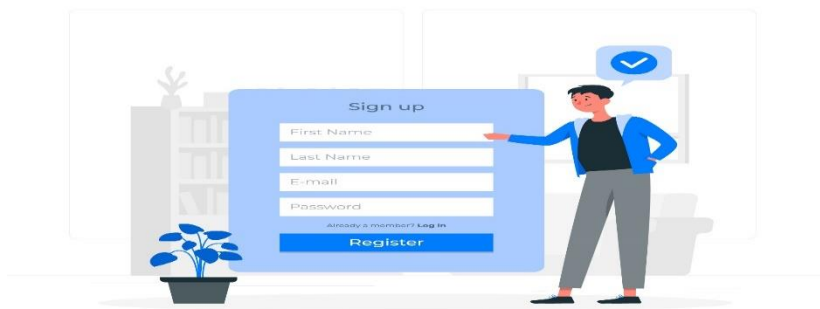 Sign up
First Name
Last Name
E-mail
Password
Already a member? Log in
Register